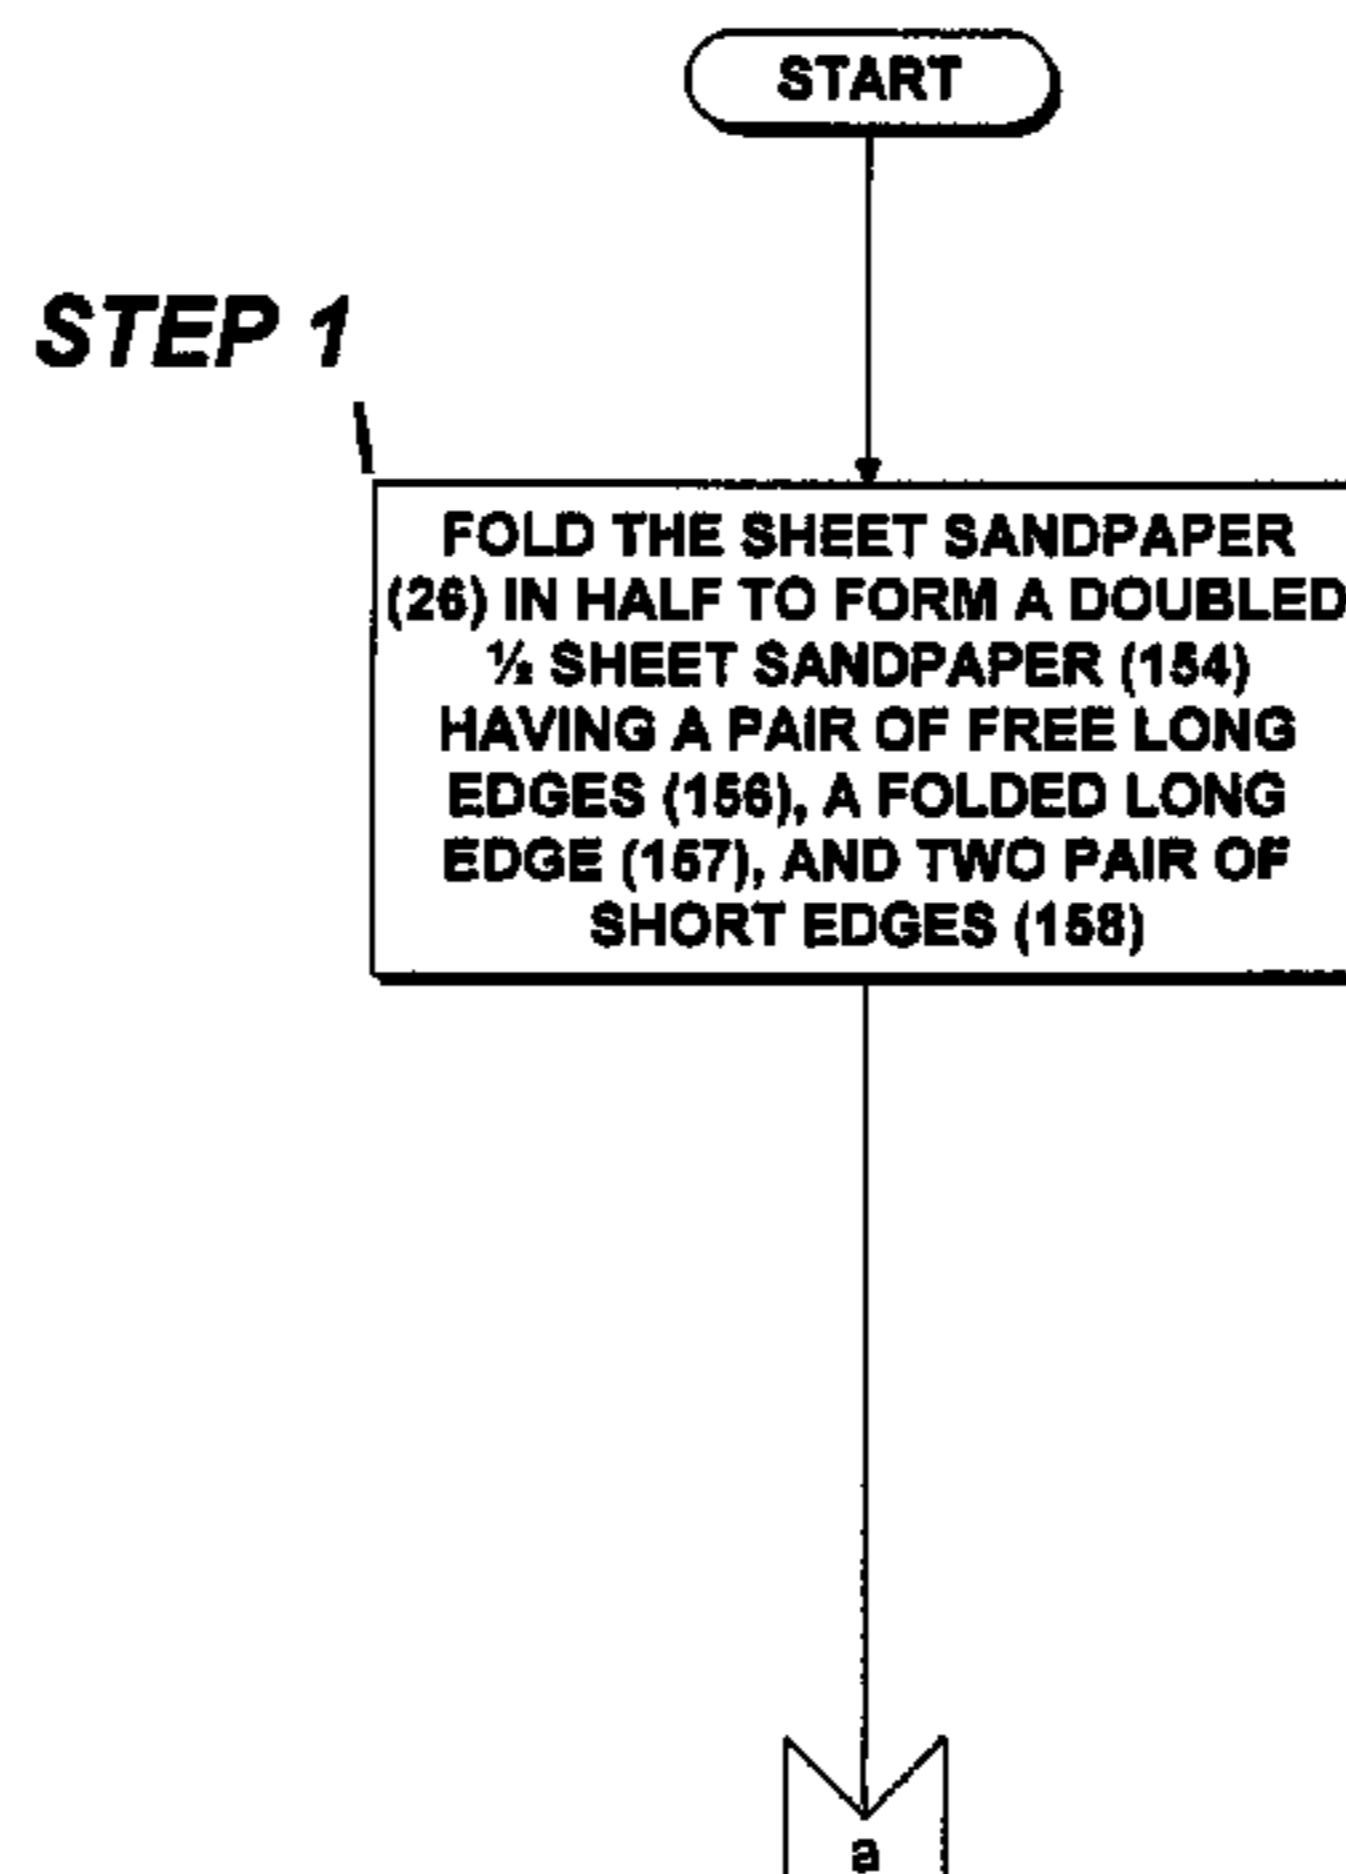 START
STEP 1
FOLD THE SHEET SANDPAPER
(26) IN HALF TO FORM A DOUBLED
½ SHEET SANDPAPER (154)
HAVING A PAIR OF FREE LONG
EDGES (156), A FOLDED LONG
EDGE (157), AND TWO PAIR OF
SHORT EDGES (158)
a